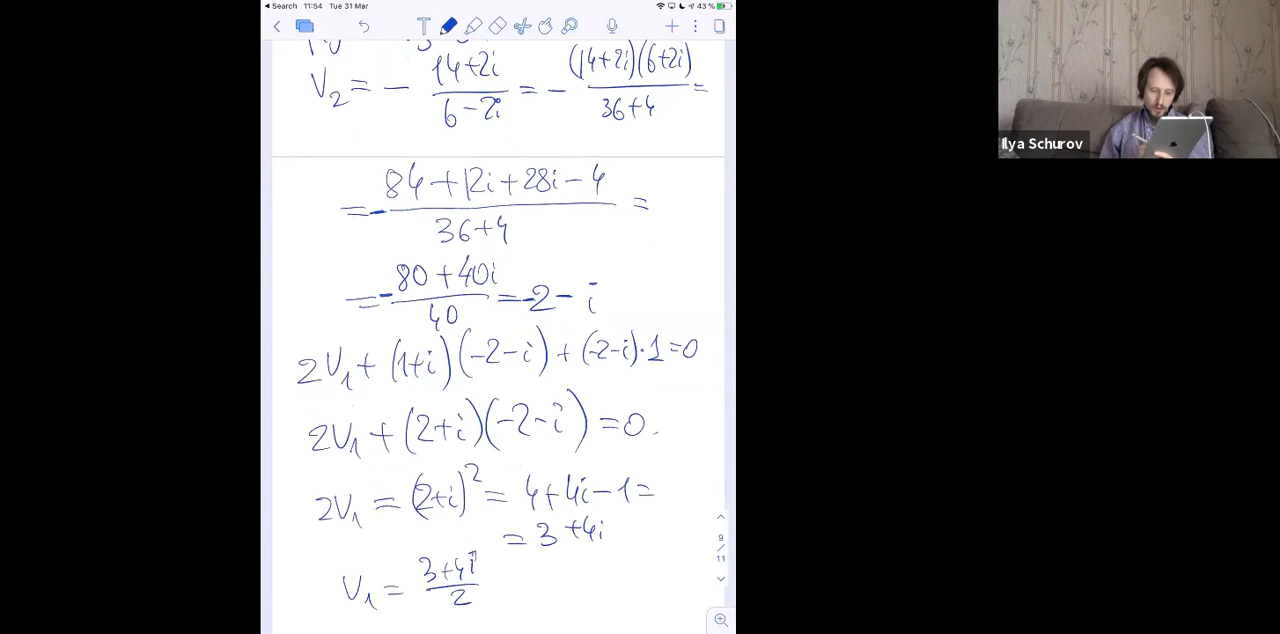 Search 11:54 Tue 31 Mar 43 %
V₂ = - (14+2i)/(6-2i) = - (14+2i)(6+2i)/(36+4) =
= - (84+12i+28i-4)/(36+4) =
= - (80+40i)/40 = -2 - i
2V₁ + (1+i)(-2-i) + (-2-i)·1=0
2V₁ + (2+i)(-2-i) = 0.
2V₁ = (2+i)² = 4+4i-1 =
= 3+4i
V₁ = (3+4i)/2
9/11
Ilya Schurov